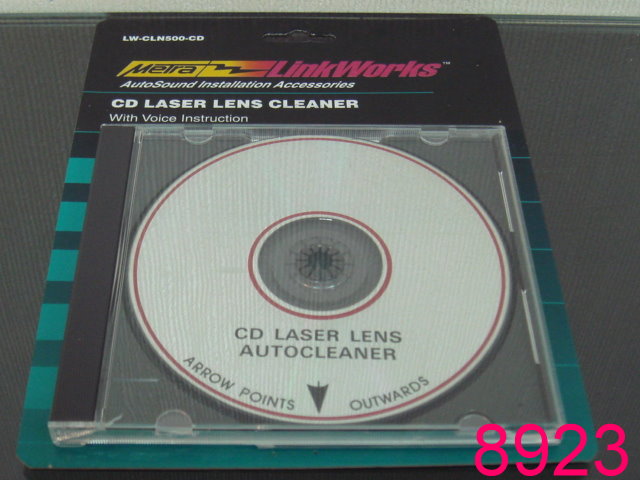 LW-CLN500-CD
Metra LinkWorks™
AutoSound Installation Accessories
CD LASER LENS CLEANER
With Voice Instruction
CD LASER LENS
AUTOCLEANER
ARROW POINTS OUTWARDS
8923